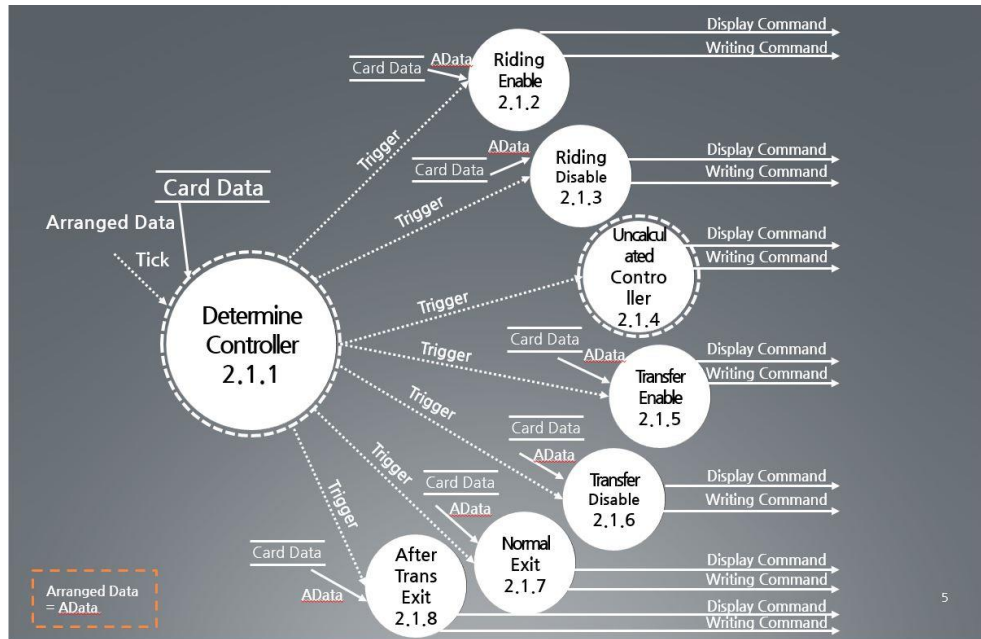 Display Command
Writing Command
Card Data
AData
Riding
Enable
2.1.2
Trigger
Card Data
AData
Riding
Disable
2.1.3
Display Command
Writing Command
Trigger
Card Data
Arranged Data
Tick
Determine
Controller
2.1.1
Trigger
Uncalcul
ated
Contro
ller
2.1.4
Display Command
Writing Command
Trigger
Card Data
AData
Transfer
Enable
2.1.5
Display Command
Writing Command
Trigger
Card Data
AData
Transfer
Disable
2.1.6
Display Command
Writing Command
Trigger
Card Data
AData
Normal
Exit
2.1.7
Display Command
Writing Command
Trigger
Card Data
AData
After
Trans
Exit
2.1.8
Display Command
Writing Command
Arranged Data
= AData
5